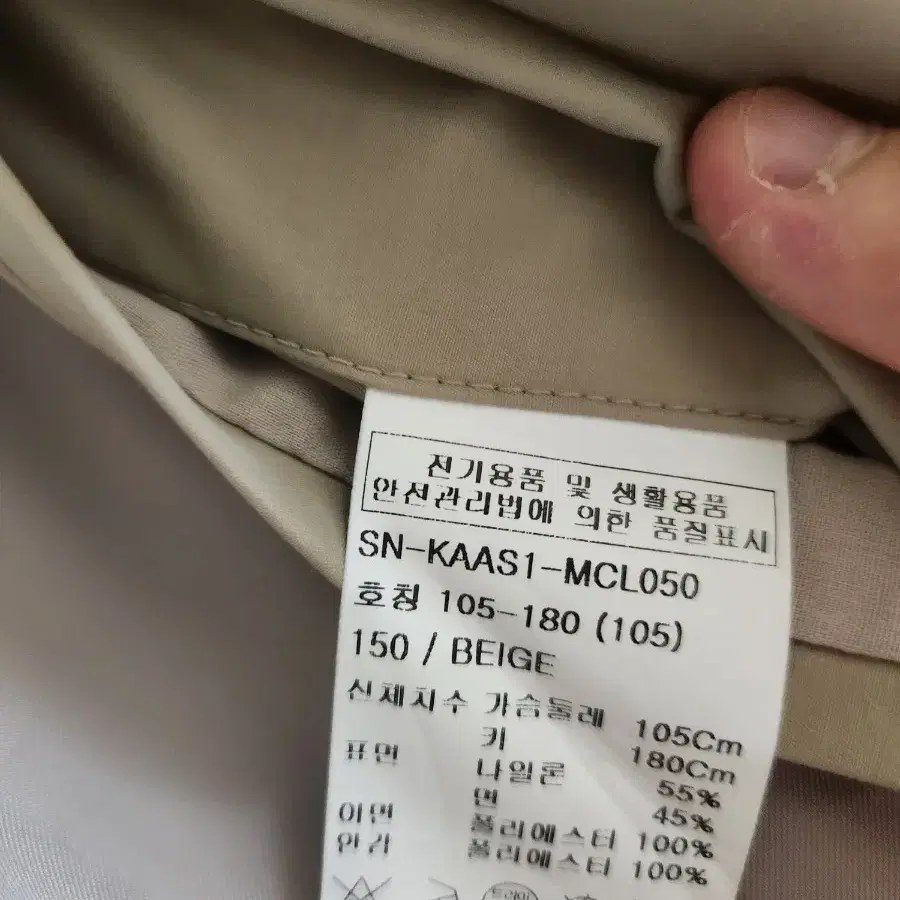 전기용품 및 생활용품
안전관리법에 의한 품질표시
SN-KAAS1-MCL050
호칭 105-180 (105)
150 / BEIGE
신체치수 가슴둘레 105Cm
키 180Cm
표면 나일론 55%
면 45%
이면 폴리에스터 100%
안감 폴리에스터 100%
드라이